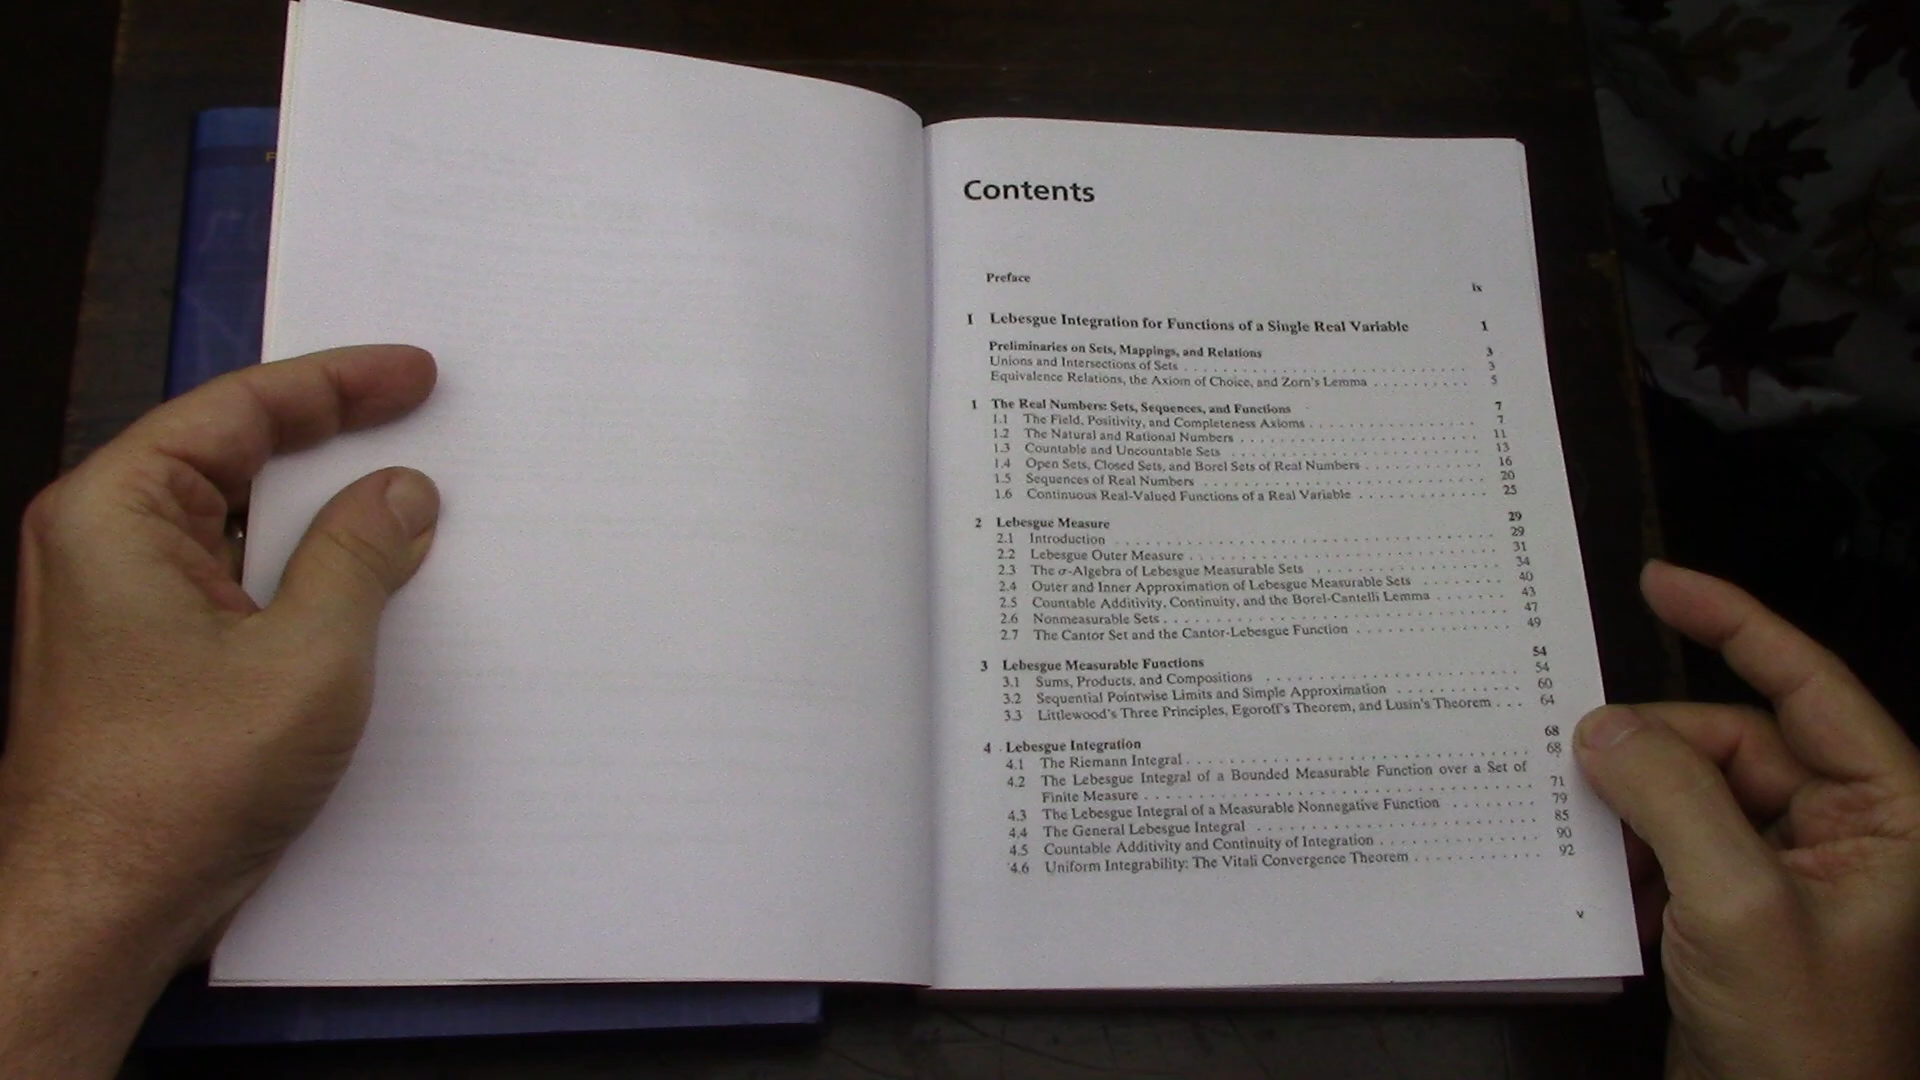 Contents
Preface ix
I Lebesgue Integration for Functions of a Single Real Variable 1
Preliminaries on Sets, Mappings, and Relations 3
Unions and Intersections of Sets . . . . . . . . . . 3
Equivalence Relations, the Axiom of Choice, and Zorn's Lemma . . . . . . . . . . 5
1 The Real Numbers: Sets, Sequences, and Functions 7
1.1 The Field, Positivity, and Completeness Axioms . . . . . . . . . . 7
1.2 The Natural and Rational Numbers . . . . . . . . . . 11
1.3 Countable and Uncountable Sets . . . . . . . . . . 13
1.4 Open Sets, Closed Sets, and Borel Sets of Real Numbers . . . . . . . . . . 16
1.5 Sequences of Real Numbers . . . . . . . . . . 20
1.6 Continuous Real-Valued Functions of a Real Variable . . . . . . . . . . 25
2 Lebesgue Measure 29
2.1 Introduction . . . . . . . . . . 29
2.2 Lebesgue Outer Measure . . . . . . . . . . 31
2.3 The σ-Algebra of Lebesgue Measurable Sets . . . . . . . . . . 34
2.4 Outer and Inner Approximation of Lebesgue Measurable Sets . . . . . . . 40
2.5 Countable Additivity, Continuity, and the Borel-Cantelli Lemma . . . . . . 43
2.6 Nonmeasurable Sets . . . . . . . . . . 47
2.7 The Cantor Set and the Cantor-Lebesgue Function . . . . . . . . . . 49
3 Lebesgue Measurable Functions 54
3.1 Sums, Products, and Compositions . . . . . . . . . . 54
3.2 Sequential Pointwise Limits and Simple Approximation . . . . . . . . . . 60
3.3 Littlewood's Three Principles, Egoroff's Theorem, and Lusin's Theorem . . . 64
4 Lebesgue Integration 68
4.1 The Riemann Integral . . . . . . . . . . 68
4.2 The Lebesgue Integral of a Bounded Measurable Function over a Set of
Finite Measure . . . . . . . . . . 71
4.3 The Lebesgue Integral of a Measurable Nonnegative Function . . . . . . . 79
4.4 The General Lebesgue Integral . . . . . . . . . . 85
4.5 Countable Additivity and Continuity of Integration . . . . . . . . . . 90
4.6 Uniform Integrability: The Vitali Convergence Theorem . . . . . . . . . . 92
v